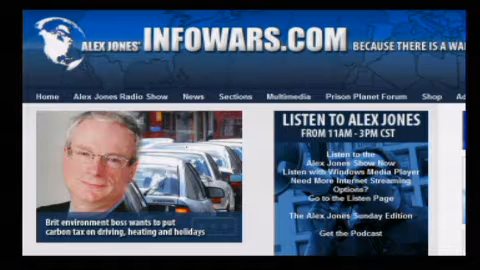 ALEX JONES' INFOWARS.COM BECAUSE THERE IS A WA
Home Alex Jones Radio Show News Sections Multimedia Prison Planet Forum Shop Ad
LISTEN TO ALEX JONES
FROM 11AM - 3PM CST
Listen to the
Alex Jones Show Now
Listen with Windows Media Player
Need More Internet Streaming
Options?
Go to the Listen Page
The Alex Jones Sunday Edition
Get the Podcast
Brit environment boss wants to put
carbon tax on driving, heating and holidays